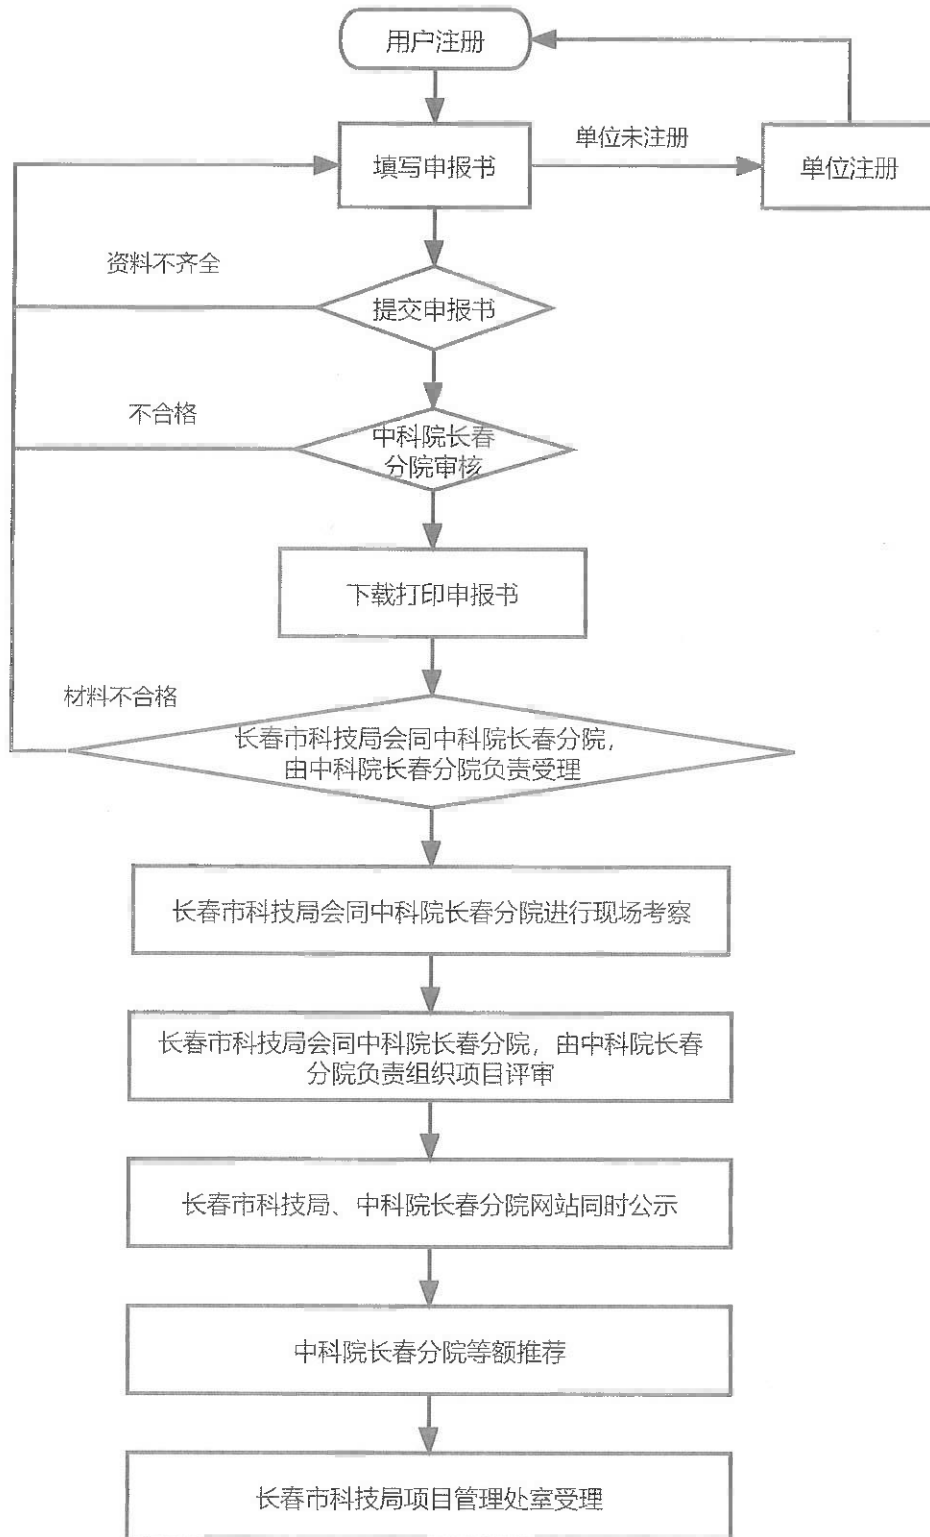 用户注册
单位未注册
填写申报书
单位注册
资料不齐全
提交申报书
不合格
中科院长春
分院审核
下载打印申报书
材料不合格
长春市科技局会同中科院长春分院，
由中科院长春分院负责受理
长春市科技局会同中科院长春分院进行现场考察
长春市科技局会同中科院长春分院，由中科院长春
分院负责组织项目评审
长春市科技局、中科院长春分院网站同时公示
中科院长春分院等额推荐
长春市科技局项目管理处室受理